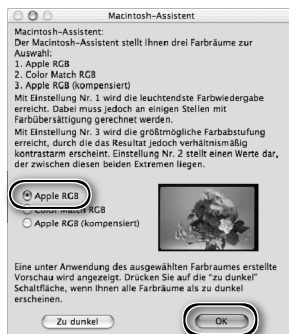 Macintosh-Assistent
Macintosh-Assistent:
Der Macintosh-Assistent stellt Ihnen drei Farbräume zur
Auswahl:
1. Apple RGB
2. Color Match RGB
3. Apple RGB (kompensiert)
Mit Einstellung Nr. 1 wird die leuchtendste Farbwiedergabe
erreicht. Dabei muss jedoch an einigen Stellen mit
Farbübersättigung gerechnet werden.
Mit Einstellung Nr. 3 wird die größtmögliche Farbabstufung
erreicht, durch die das Resultat jedoch verhältnismäßig
kontrastarm erscheint. Einstellung Nr. 2 stellt einen Werte dar,
der zwischen diesen beiden Extremen liegen.
Apple RGB
Color Match RGB
Apple RGB (kompensiert)
Eine unter Anwendung des ausgewählten Farbraumes erstellte
Vorschau wird angezeigt. Drücken Sie auf die "zu dunkel"
Schaltfläche, wenn Ihnen alle Farbräume als zu dunkel
erscheinen.
Zu dunkel
OK